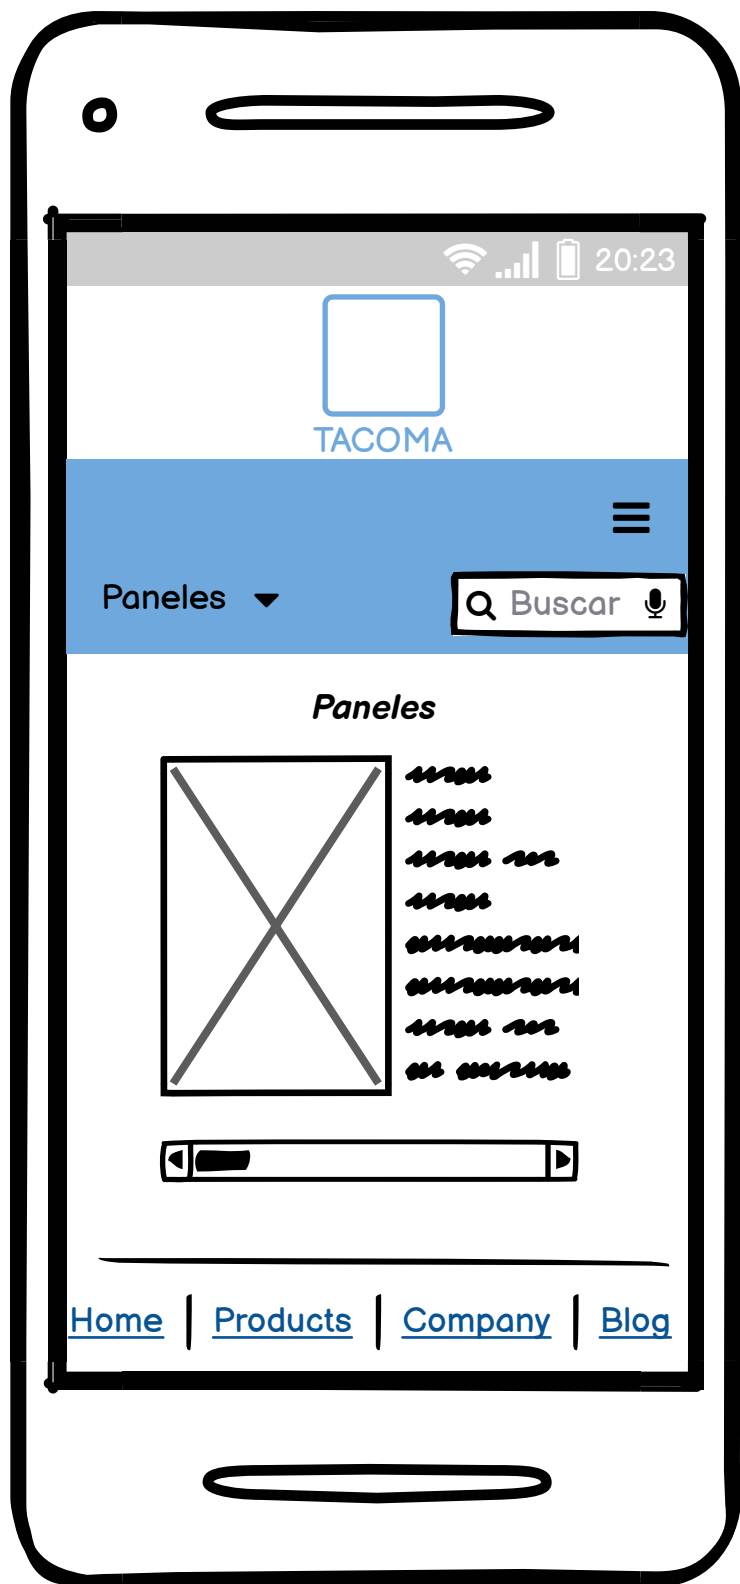 20:23
TACOMA
Paneles
Buscar
Paneles
Home | Products | Company | Blog